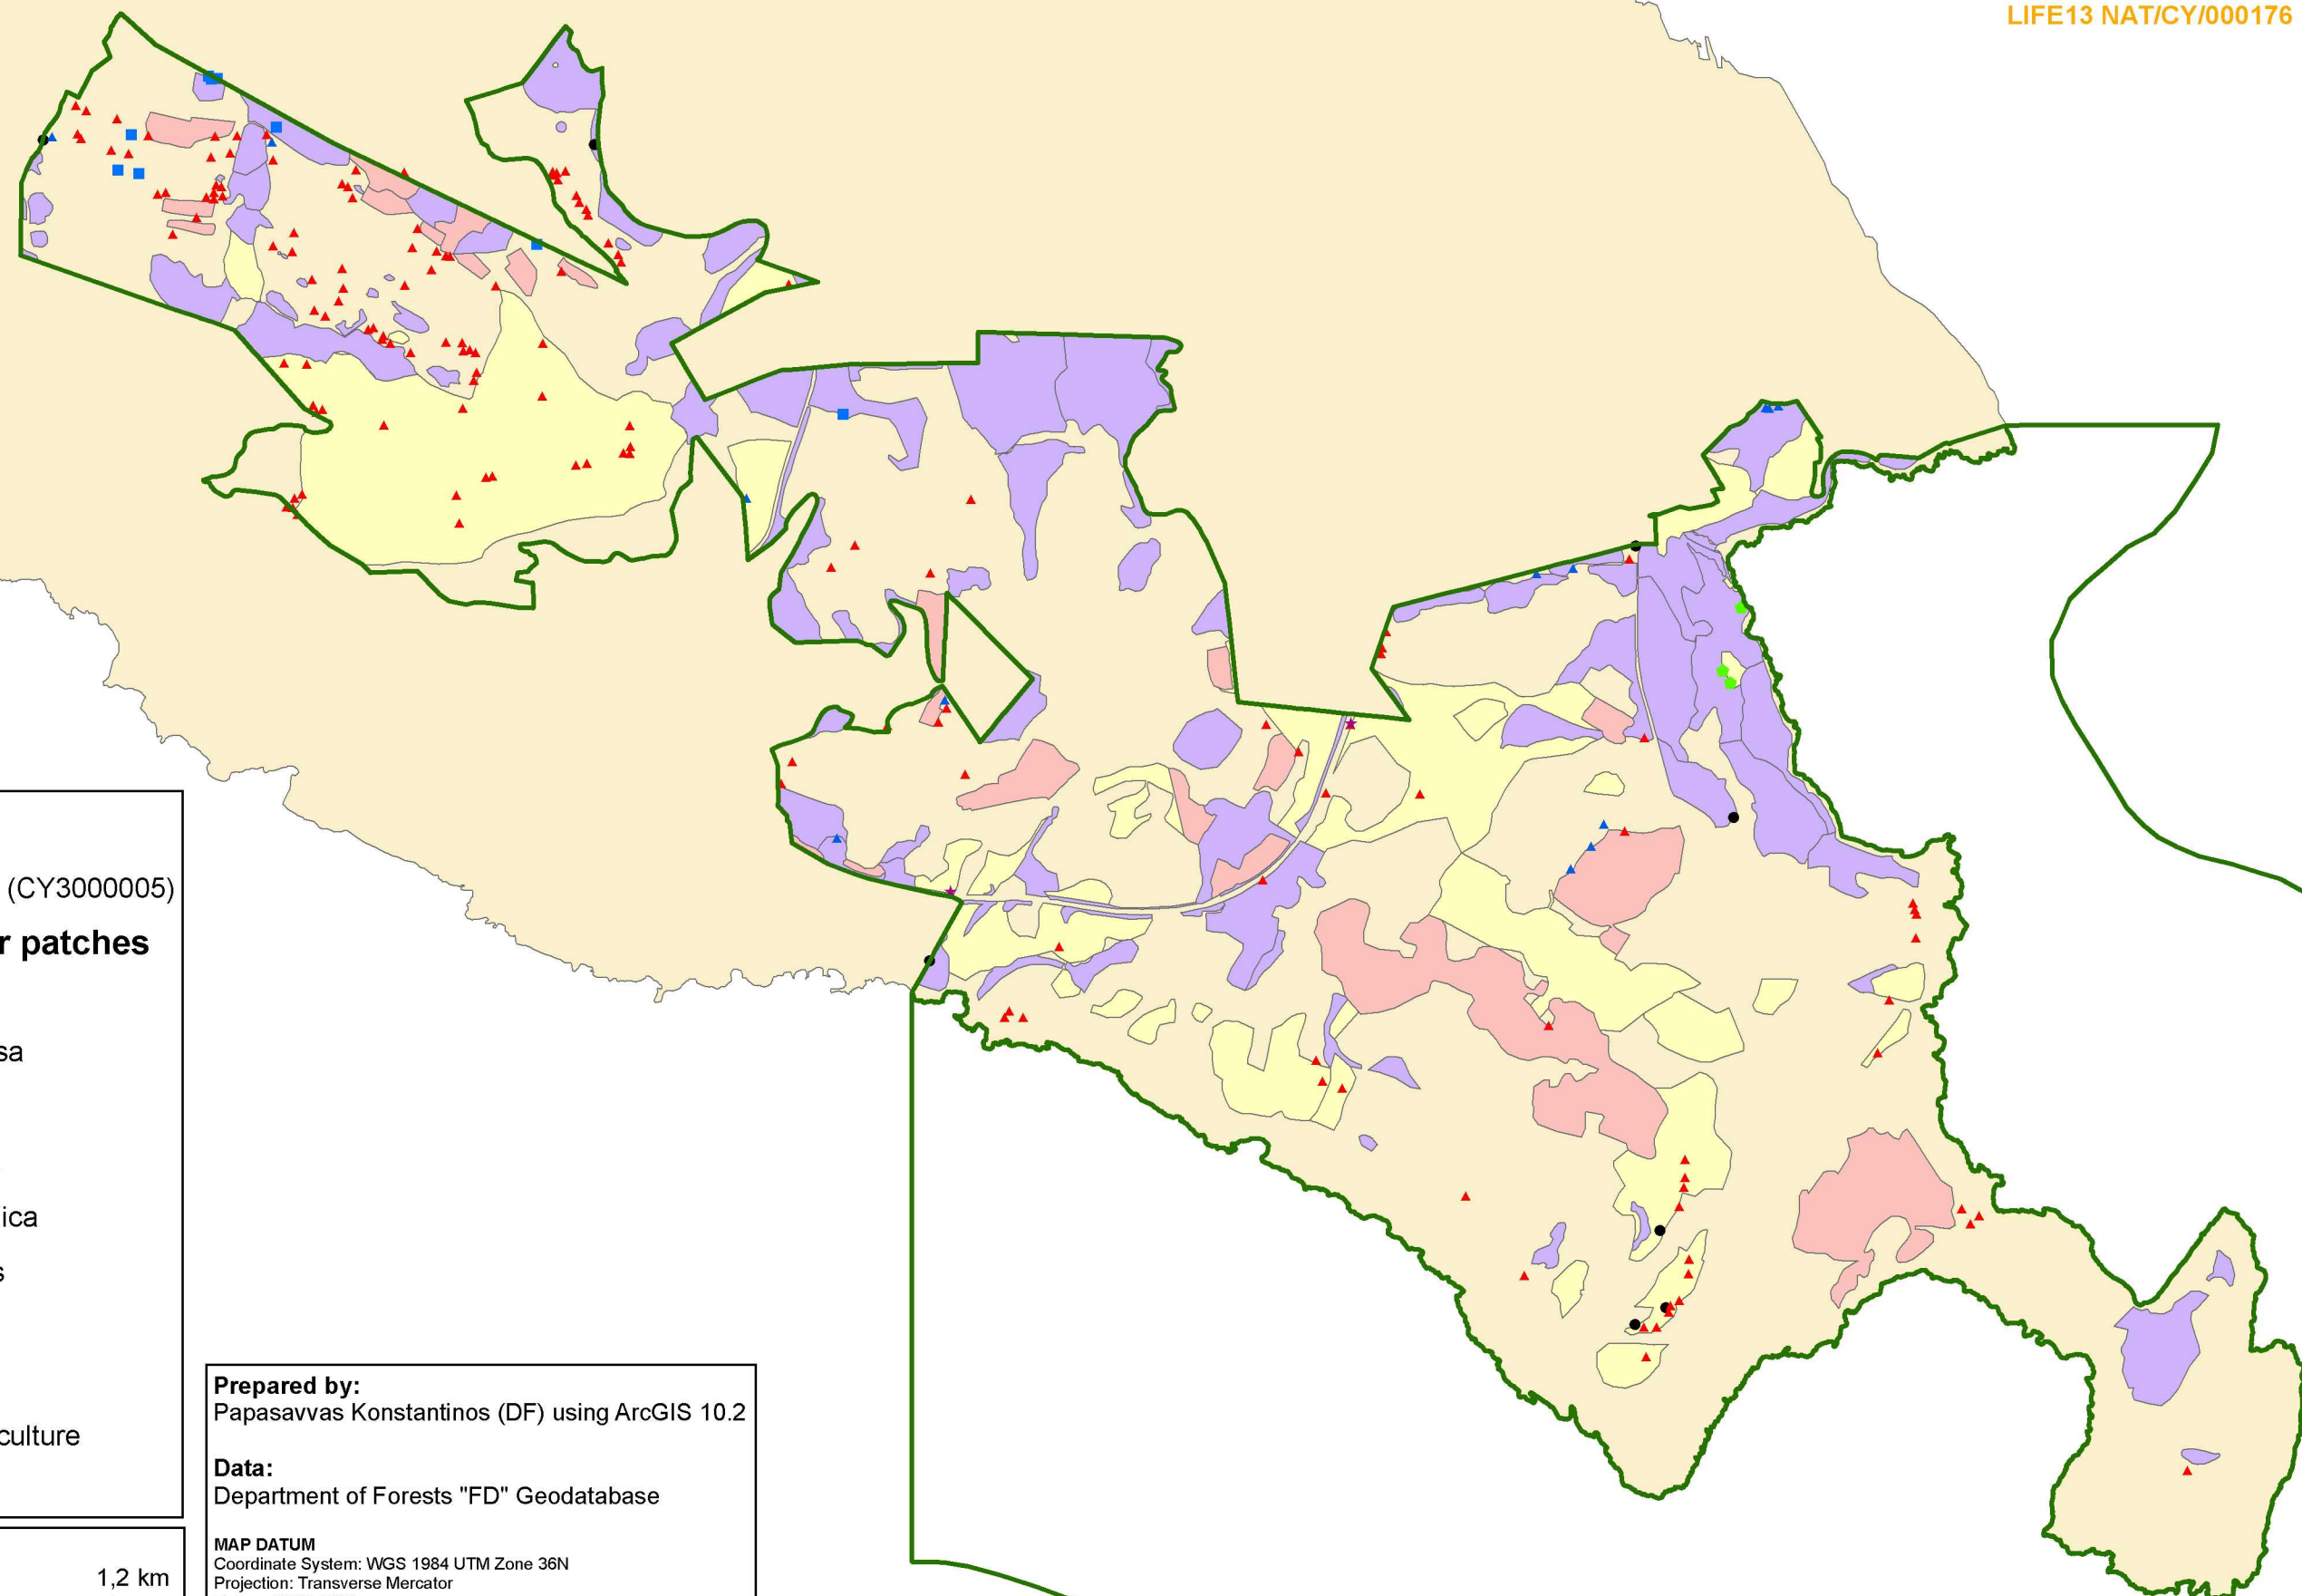 LIFE13 NAT/CY/000176
(CY3000005)
r patches
sa
ica
s
culture
1,2 km
Prepared by:
Papasavvas Konstantinos (DF) using ArcGIS 10.2
Data:
Department of Forests "FD" Geodatabase
MAP DATUM
Coordinate System: WGS 1984 UTM Zone 36N
Projection: Transverse Mercator